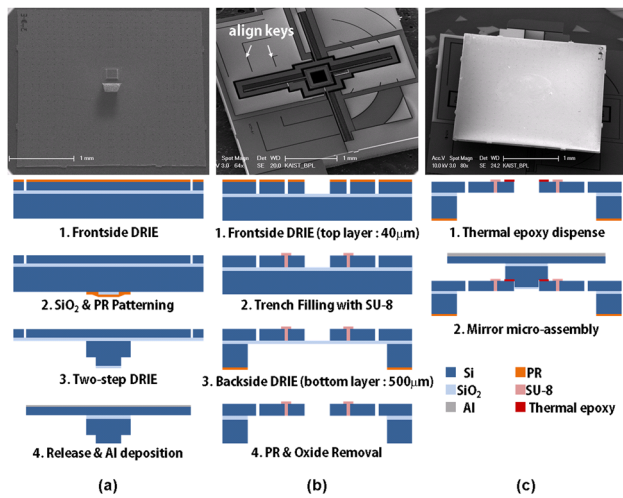 1 mm
align keys
Spot Magn Det WD
V 3.0 64x SE 20.0 KAIST_BPL
1 mm
Acc.V Spot Magn Det WD
10.0 kV 3.0 80x SE 24.2 KAIST_BPL
1 mm
1. Frontside DRIE
2. SiO2 & PR Patterning
3. Two-step DRIE
4. Release & Al deposition
(a)
1. Frontside DRIE (top layer : 40μm)
2. Trench Filling with SU-8
3. Backside DRIE (bottom layer : 500μm)
4. PR & Oxide Removal
(b)
1. Thermal epoxy dispense
2. Mirror micro-assembly
Si
PR
SiO2
SU-8
Al
Thermal epoxy
(c)